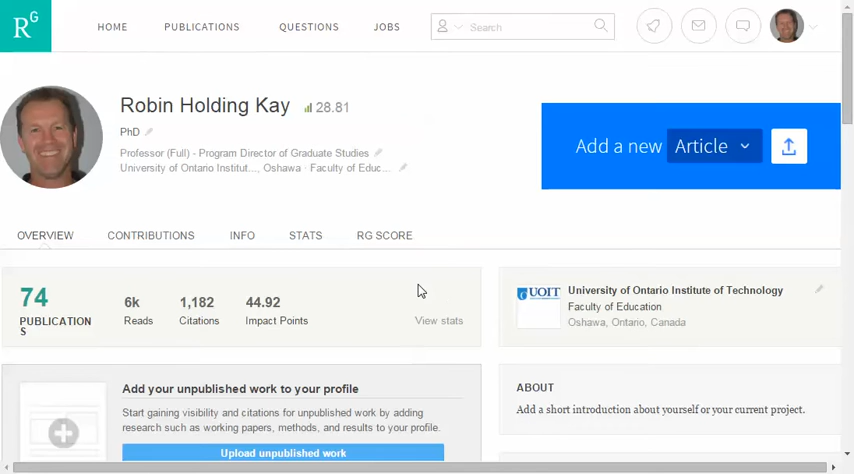 RG
HOME PUBLICATIONS QUESTIONS JOBS Search
Robin Holding Kay 28.81
PhD
Professor (Full) - Program Director of Graduate Studies
University of Ontario Institut..., Oshawa · Faculty of Educ...
Add a new Article
OVERVIEW CONTRIBUTIONS INFO STATS RG SCORE
74
PUBLICATION
S
6k
Reads
1,182
Citations
44.92
Impact Points
View stats
UOIT
University of Ontario Institute of Technology
Faculty of Education
Oshawa, Ontario, Canada
Add your unpublished work to your profile
Start gaining visibility and citations for unpublished work by adding
research such as working papers, methods, and results to your profile.
Upload unpublished work
ABOUT
Add a short introduction about yourself or your current project.